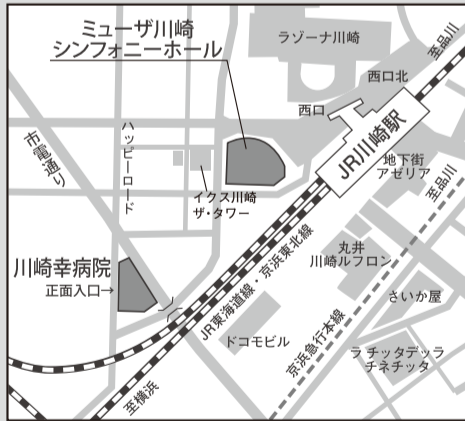 ミューザ川崎
シンフォニーホール
ラゾーナ川崎
至品川
西口北
西口
JR川崎駅
市電通り
ハッピーロード
地下街
アゼリア
至品川
イクス川崎
ザ・タワー
川崎幸病院
正面入口→
JR東海道線・京浜東北線
丸井
川崎ルフロン
さいか屋
ドコモビル
京浜急行本線
ラ チッタデッラ
チネチッタ
至横浜